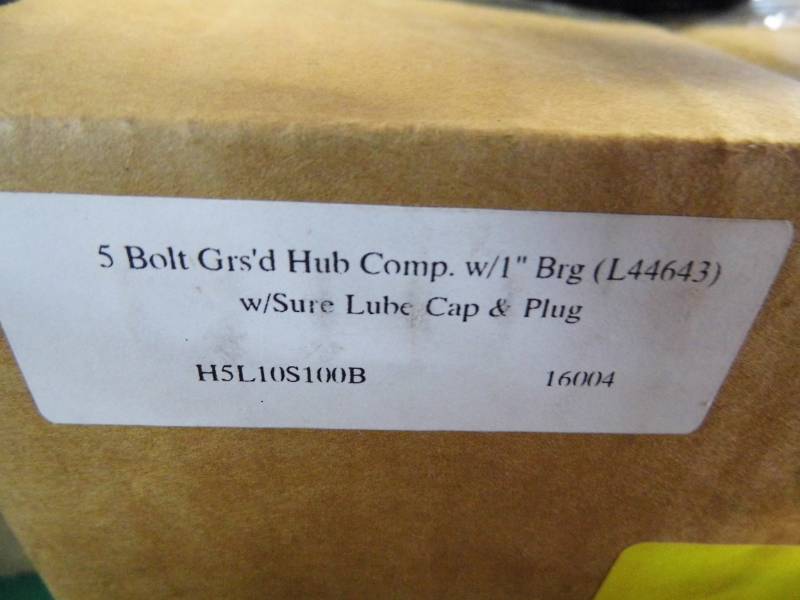 5 Bolt Grs'd Hub Comp. w/1" Brg (L44643)
w/Sure Lube Cap & Plug
H5L10S100B 16004